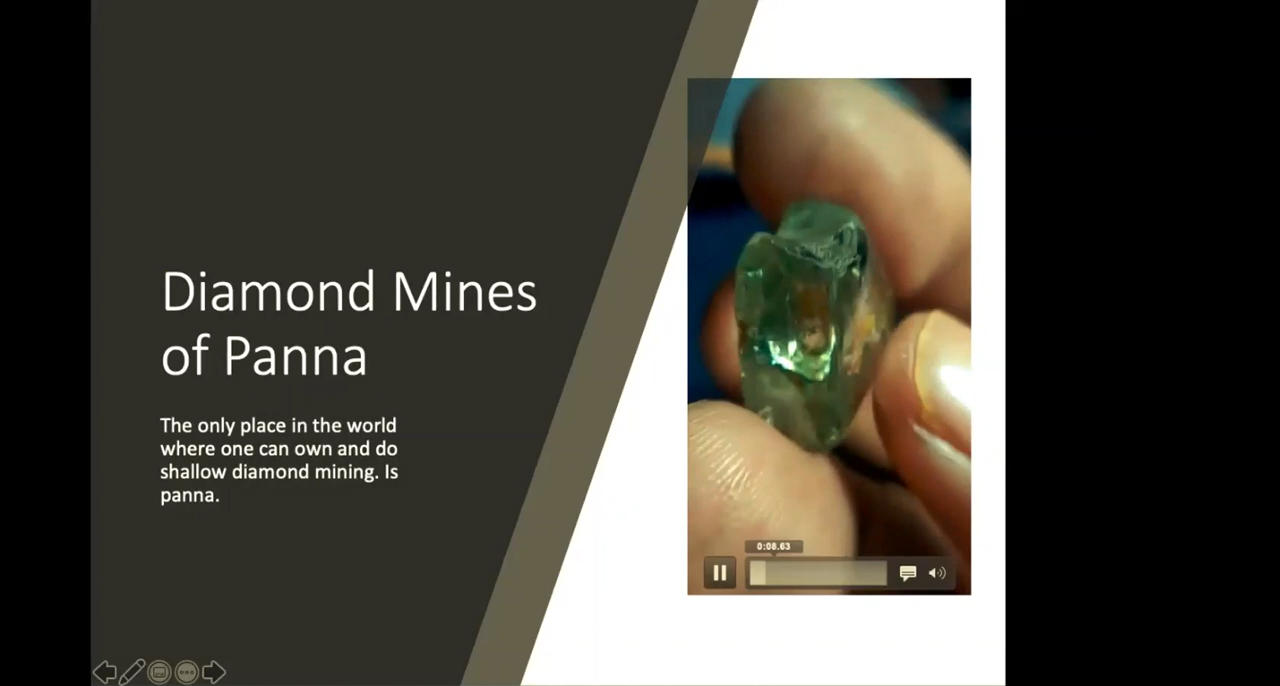 Diamond Mines
of Panna
The only place in the world
where one can own and do
shallow diamond mining. Is
panna.
0:08.63